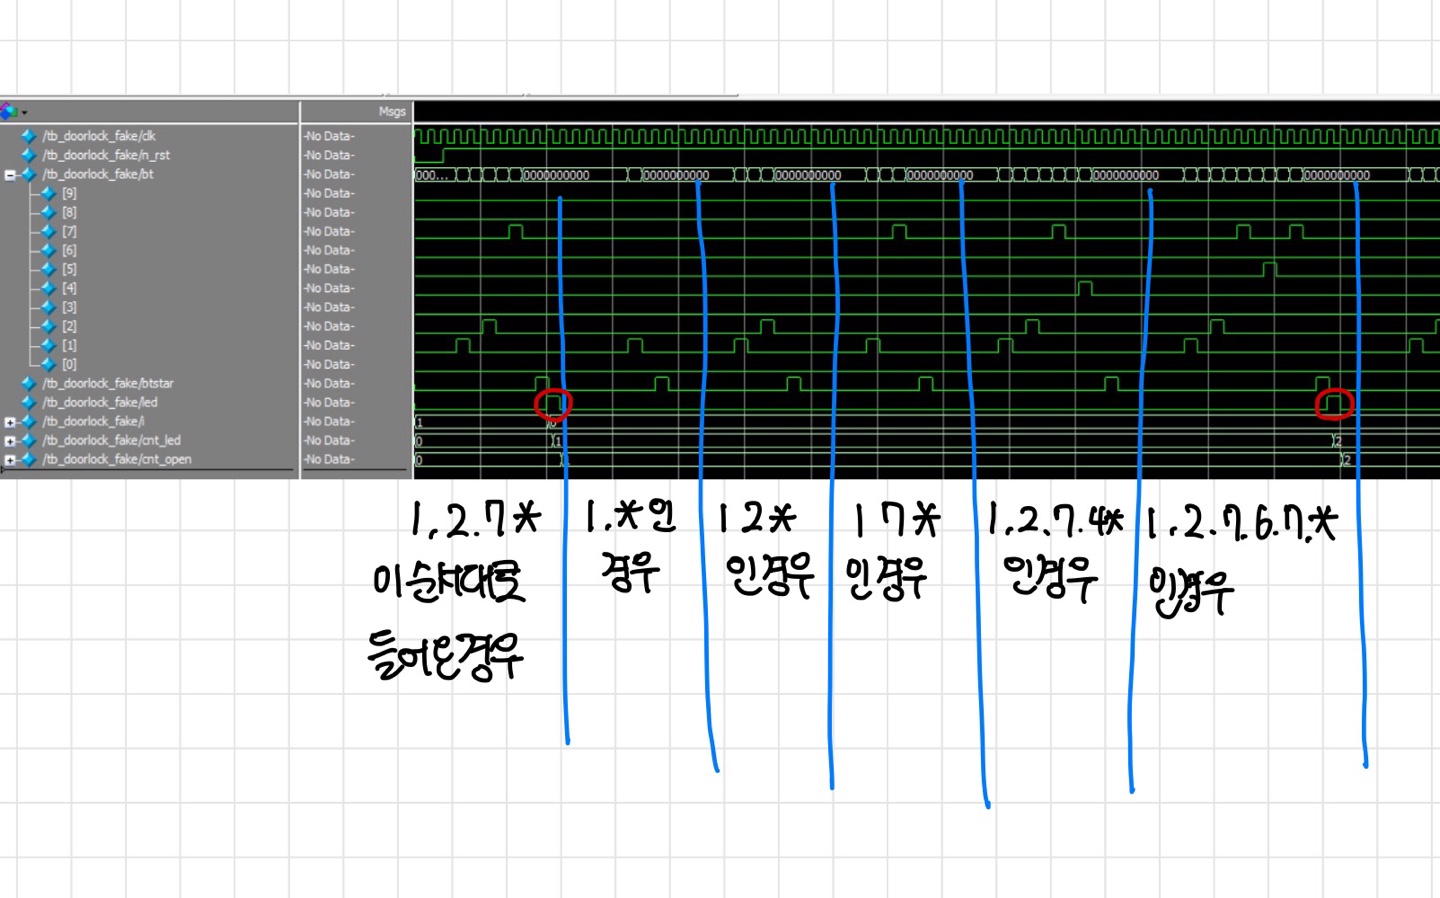 Msgs
/tb_doorlock_fake/clk -No Data-
/tb_doorlock_fake/n_rst -No Data-
/tb_doorlock_fake/bt -No Data- 000... 0000000000 0000000000 0000000000 0000000000 0000000000 0000000000
[9] -No Data-
[8] -No Data-
[7] -No Data-
[6] -No Data-
[5] -No Data-
[4] -No Data-
[3] -No Data-
[2] -No Data-
[1] -No Data-
[0] -No Data-
/tb_doorlock_fake/btstar -No Data-
/tb_doorlock_fake/led -No Data-
/tb_doorlock_fake/i -No Data- 1
/tb_doorlock_fake/cnt_led -No Data- 0 1 2
/tb_doorlock_fake/cnt_open -No Data- 0 2
1.2.7*
이순서대로
들어온경우
1.*인
경우
12*
인경우
17*
인경우
1.2.7.4*
인경우
1.2.7.6.7.*
인경우